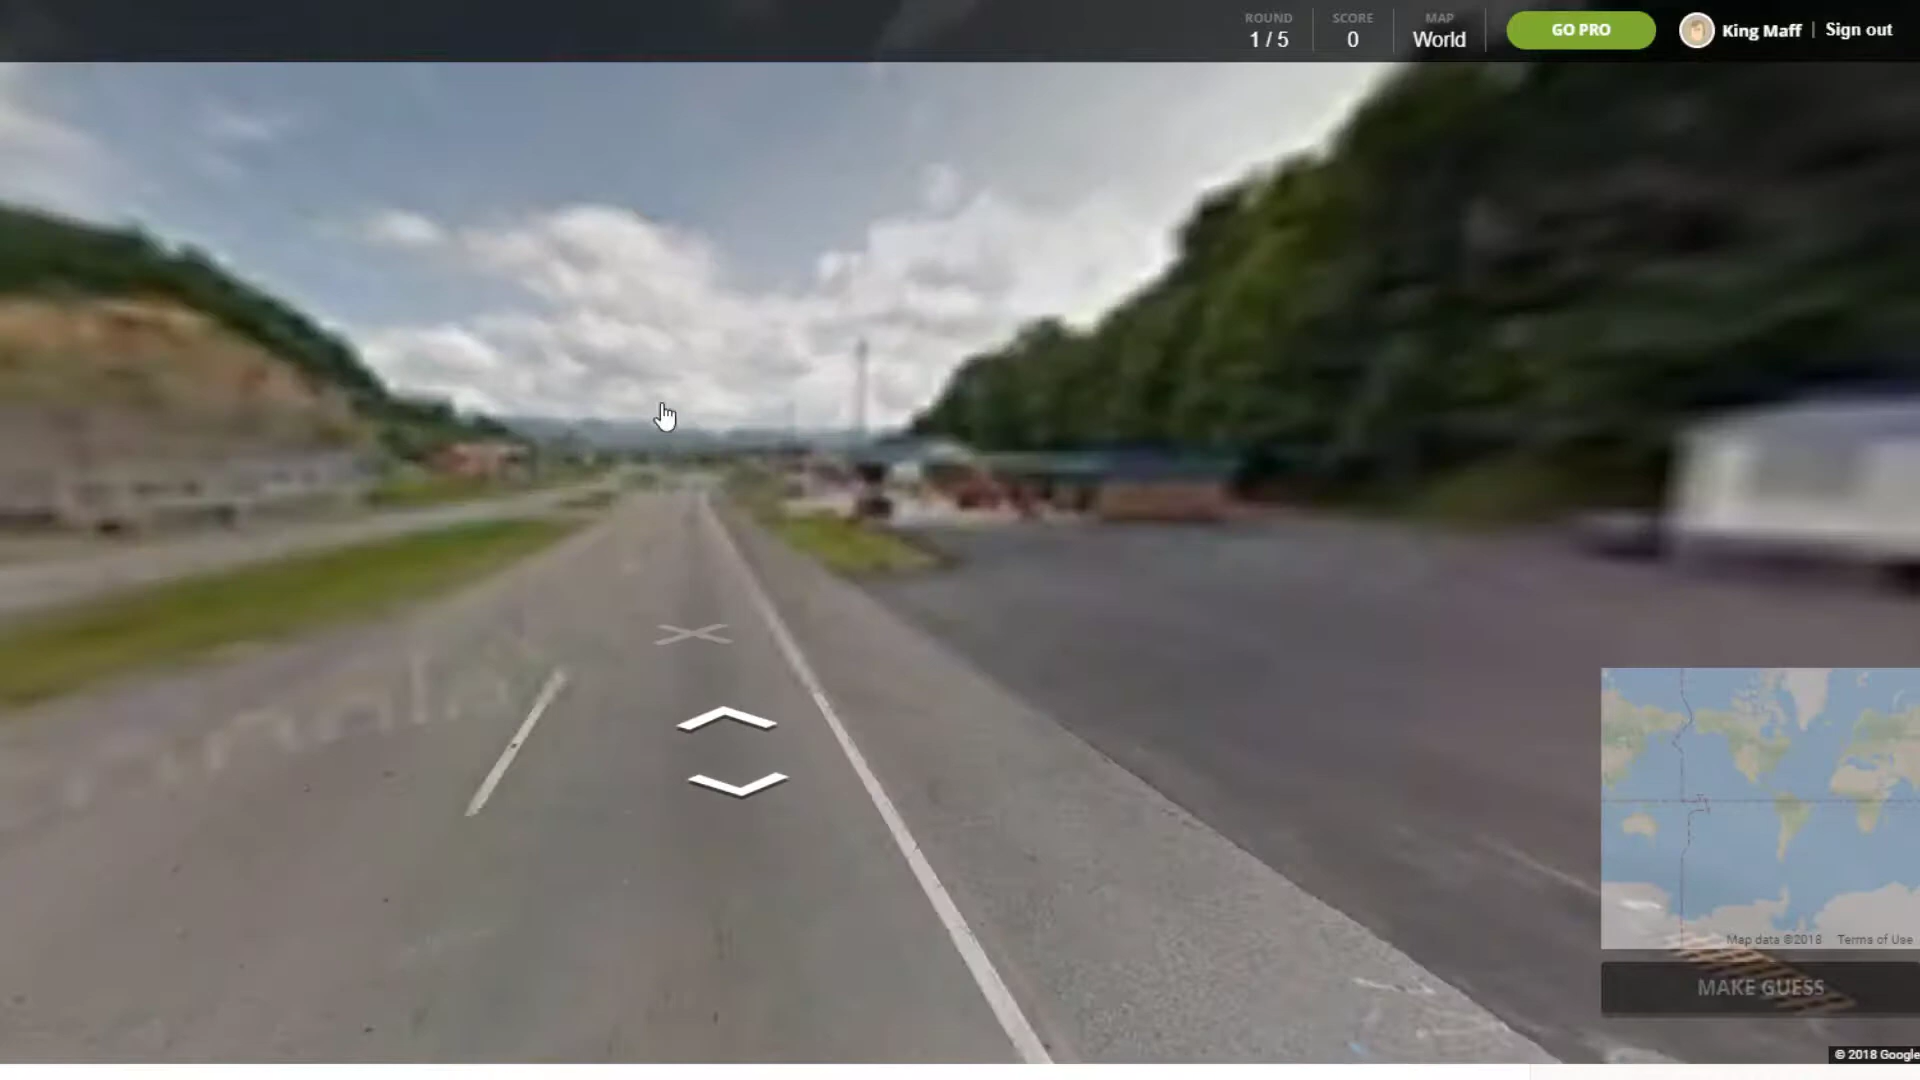 ROUND
1 / 5
SCORE
0
MAP
World
GO PRO
King Maff
Sign out
Map data ©2018 Terms of Use
MAKE GUESS
© 2018 Google